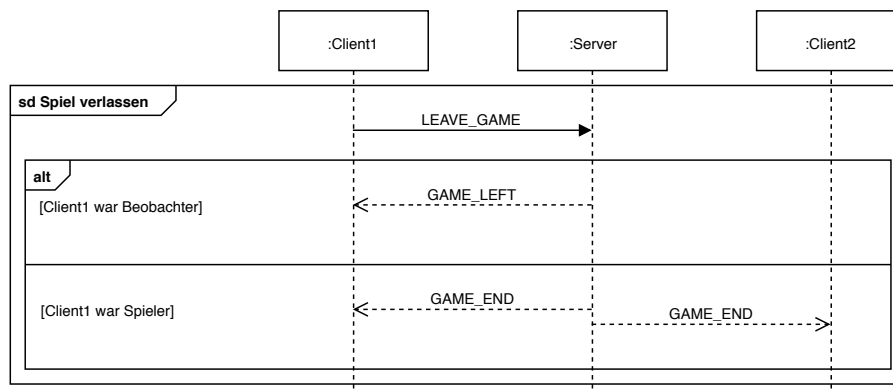 :Client1
:Server
:Client2
sd Spiel verlassen
LEAVE_GAME
alt
[Client1 war Beobachter]
GAME_LEFT
[Client1 war Spieler]
GAME_END
GAME_END